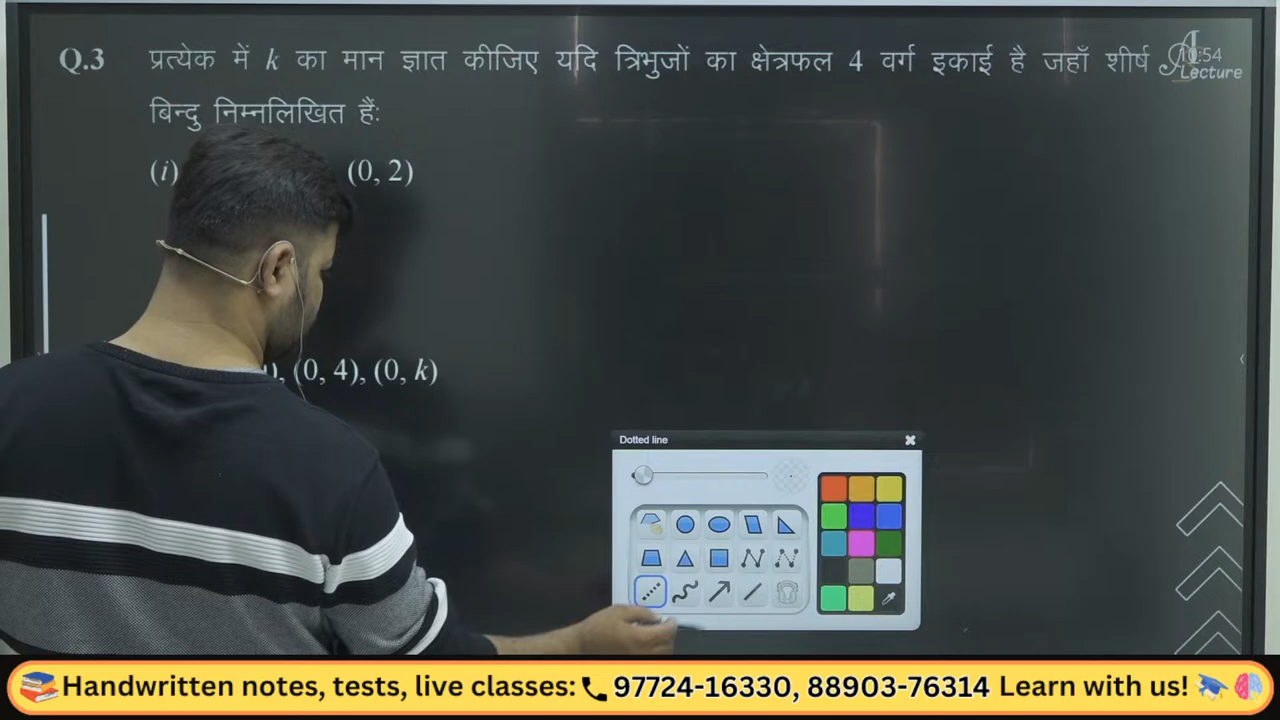 Q.3 प्रत्येक में k का मान ज्ञात कीजिए यदि त्रिभुजों का क्षेत्रफल 4 वर्ग इकाई है जहाँ शीर्ष
:54
Lecture
बिन्दु निम्नलिखित हैंः
(i) (0, 2)
), (0, 4), (0, k)
Dotted line
Handwritten notes, tests, live classes: 97724-16330, 88903-76314 Learn with us!